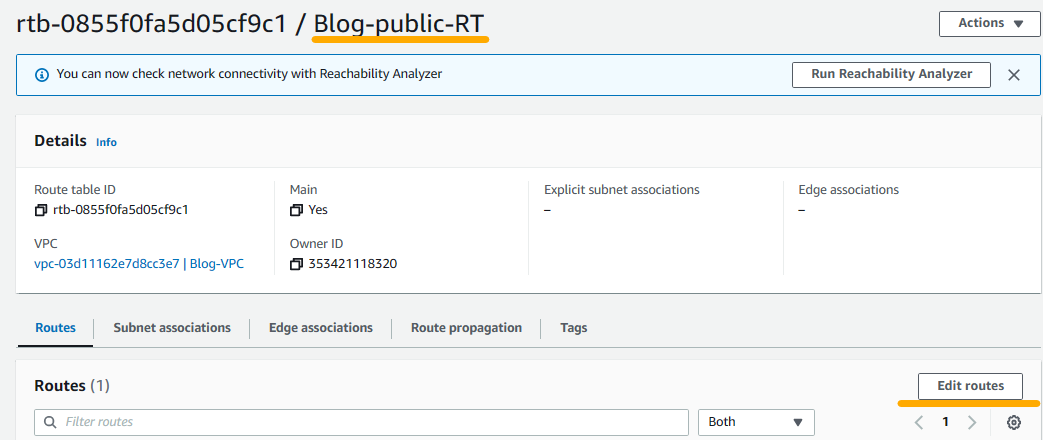 rtb-0855f0fa5d05cf9c1 / Blog-public-RT
Actions
You can now check network connectivity with Reachability Analyzer
Run Reachability Analyzer
Details Info
Route table ID
rtb-0855f0fa5d05cf9c1
Main
Yes
Explicit subnet associations
–
Edge associations
–
VPC
vpc-03d11162e7d8cc3e7 | Blog-VPC
Owner ID
353421118320
Routes
Subnet associations
Edge associations
Route propagation
Tags
Routes (1)
Edit routes
Filter routes
Both
1